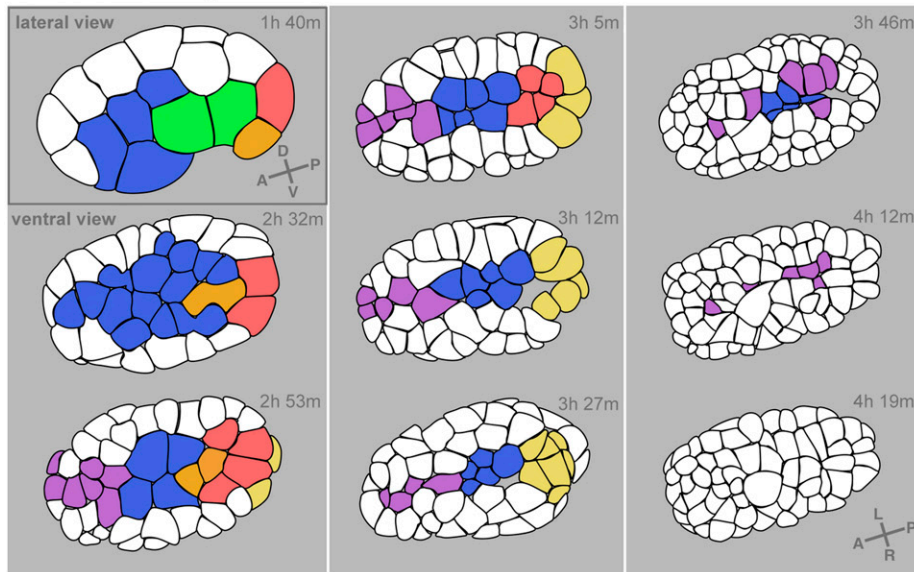 lateral view 1h 40m
D
A P
V
ventral view 2h 32m
2h 53m
3h 5m
3h 12m
3h 27m
3h 46m
4h 12m
4h 19m
L
A P
R